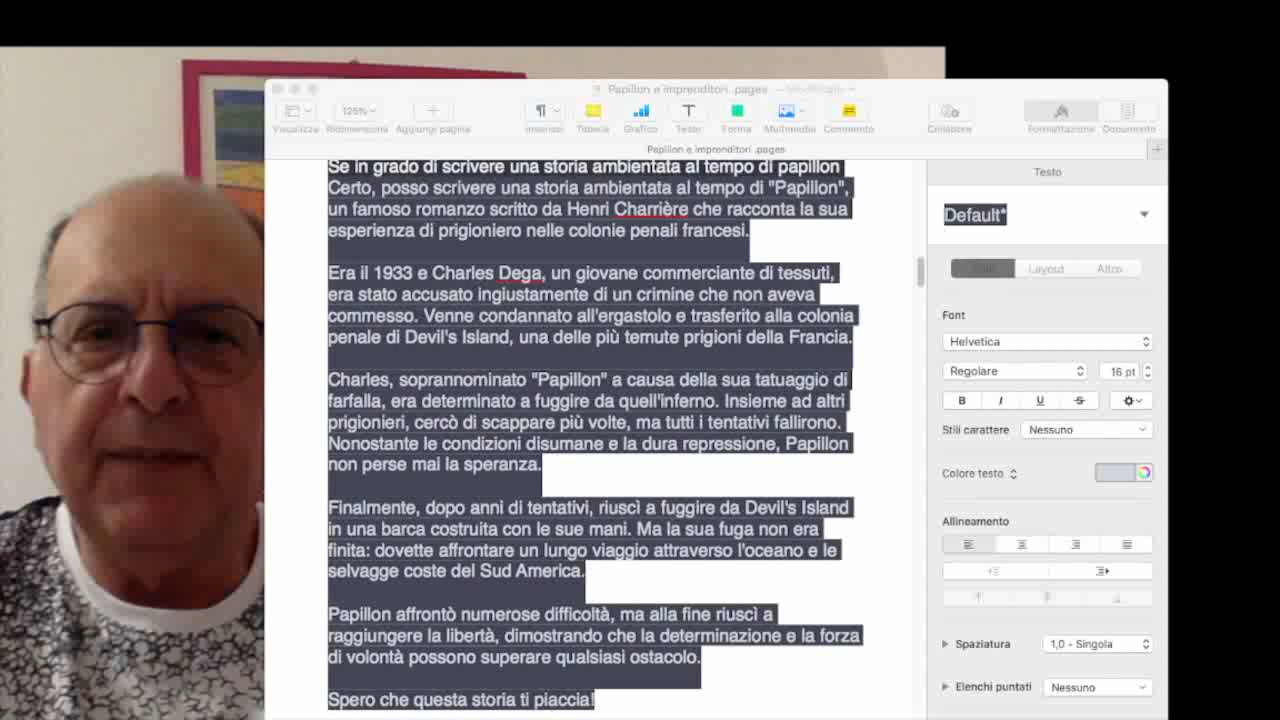 Papillon e imprenditori .pages — Modificato
Visualizza
125%
Ridimensiona
Aggiungi pagina
Inserisci
Tabella
Grafico
Testo
Forma
Multimedia
Commento
Collabora
Formattazione
Documento
Papillon e imprenditori .pages
Se in grado di scrivere una storia ambientata al tempo di papillon
Certo, posso scrivere una storia ambientata al tempo di "Papillon",
un famoso romanzo scritto da Henri Charrière che racconta la sua
esperienza di prigioniero nelle colonie penali francesi.
Era il 1933 e Charles Dega, un giovane commerciante di tessuti,
era stato accusato ingiustamente di un crimine che non aveva
commesso. Venne condannato all'ergastolo e trasferito alla colonia
penale di Devil's Island, una delle più temute prigioni della Francia.
Charles, soprannominato "Papillon" a causa della sua tatuaggio di
farfalla, era determinato a fuggire da quell'inferno. Insieme ad altri
prigionieri, cercò di scappare più volte, ma tutti i tentativi fallirono.
Nonostante le condizioni disumane e la dura repressione, Papillon
non perse mai la speranza.
Finalmente, dopo anni di tentativi, riuscì a fuggire da Devil's Island
in una barca costruita con le sue mani. Ma la sua fuga non era
finita: dovette affrontare un lungo viaggio attraverso l'oceano e le
selvagge coste del Sud America.
Papillon affrontò numerose difficoltà, ma alla fine riuscì a
raggiungere la libertà, dimostrando che la determinazione e la forza
di volontà possono superare qualsiasi ostacolo.
Spero che questa storia ti piaccia!
Testo
Default*
Layout
Altro
Font
Helvetica
Regolare
16 pt
B I U S
Stili carattere
Nessuno
Colore testo
Allineamento
Spaziatura
1,0 - Singola
Elenchi puntati
Nessuno